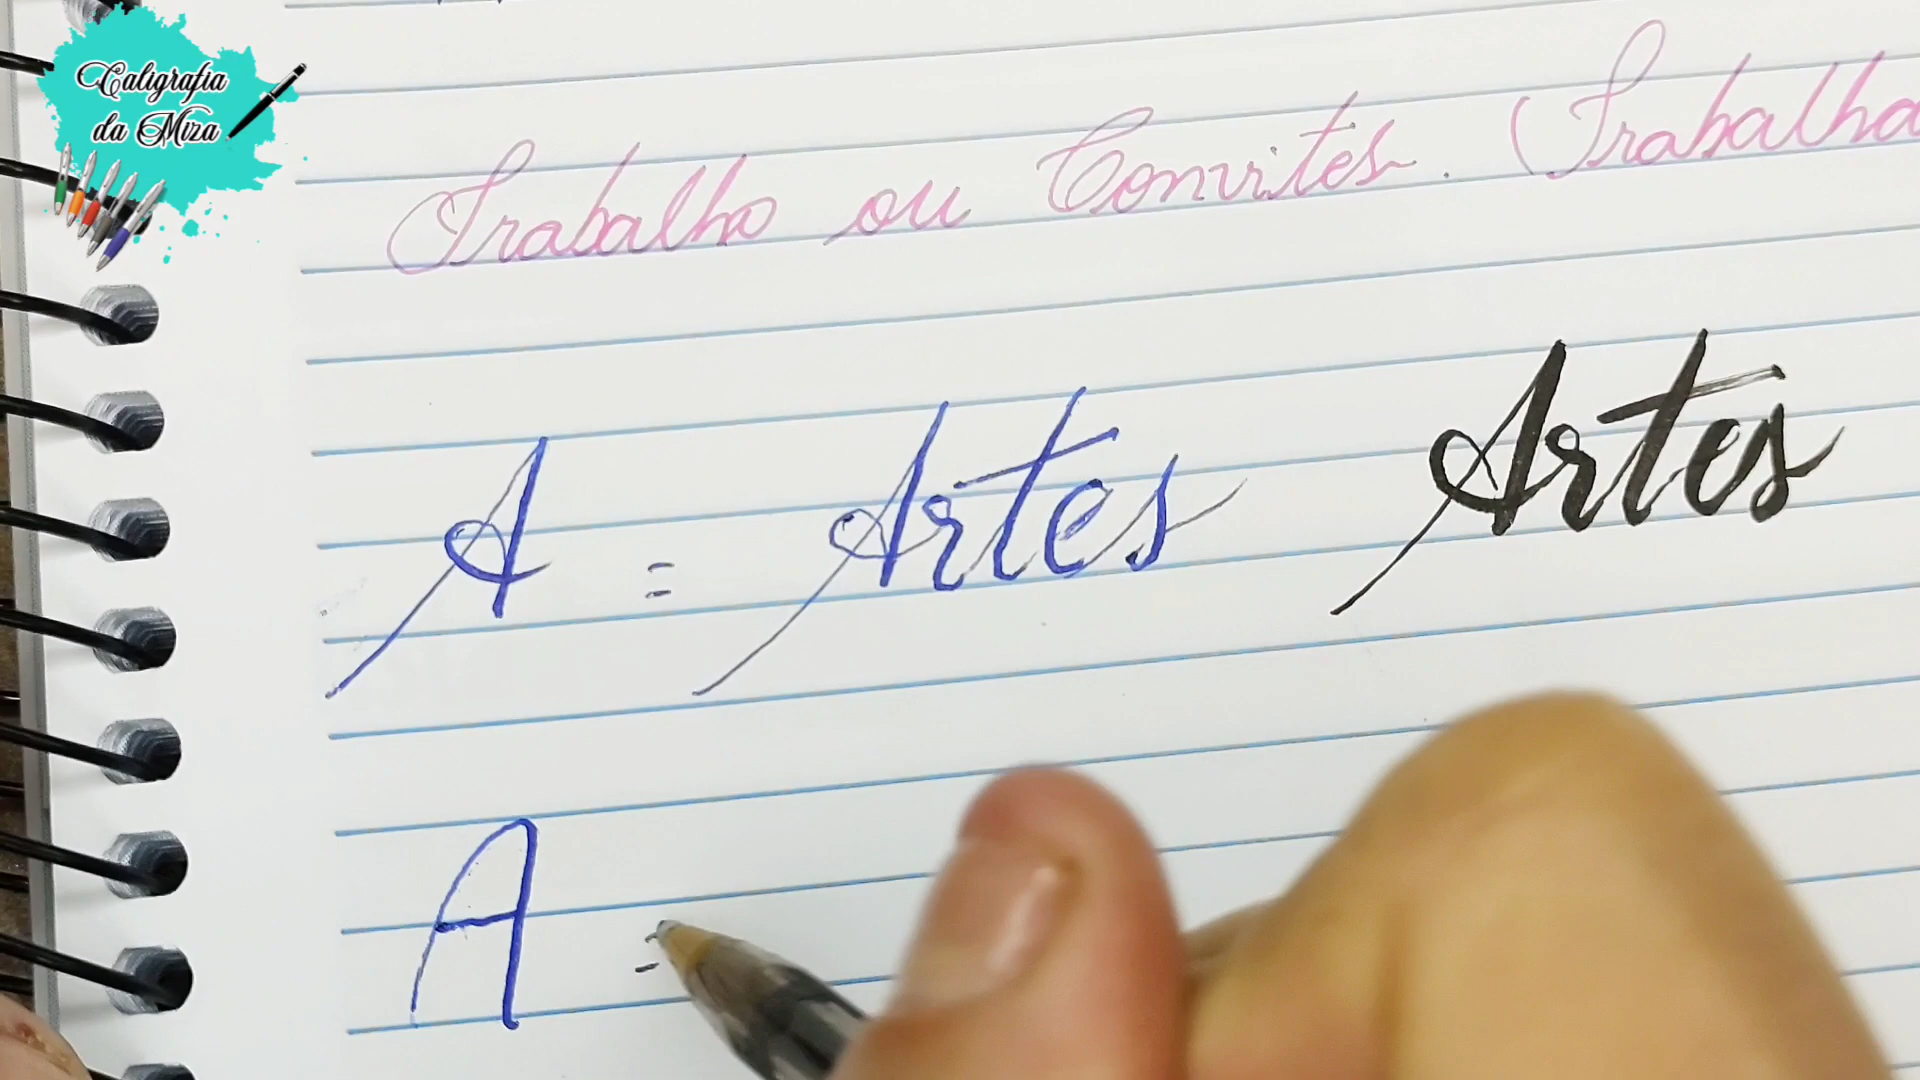 Caligrafia
da Miza
Trabalho ou Convites. (Trabalho
A = Artes Artes
A =